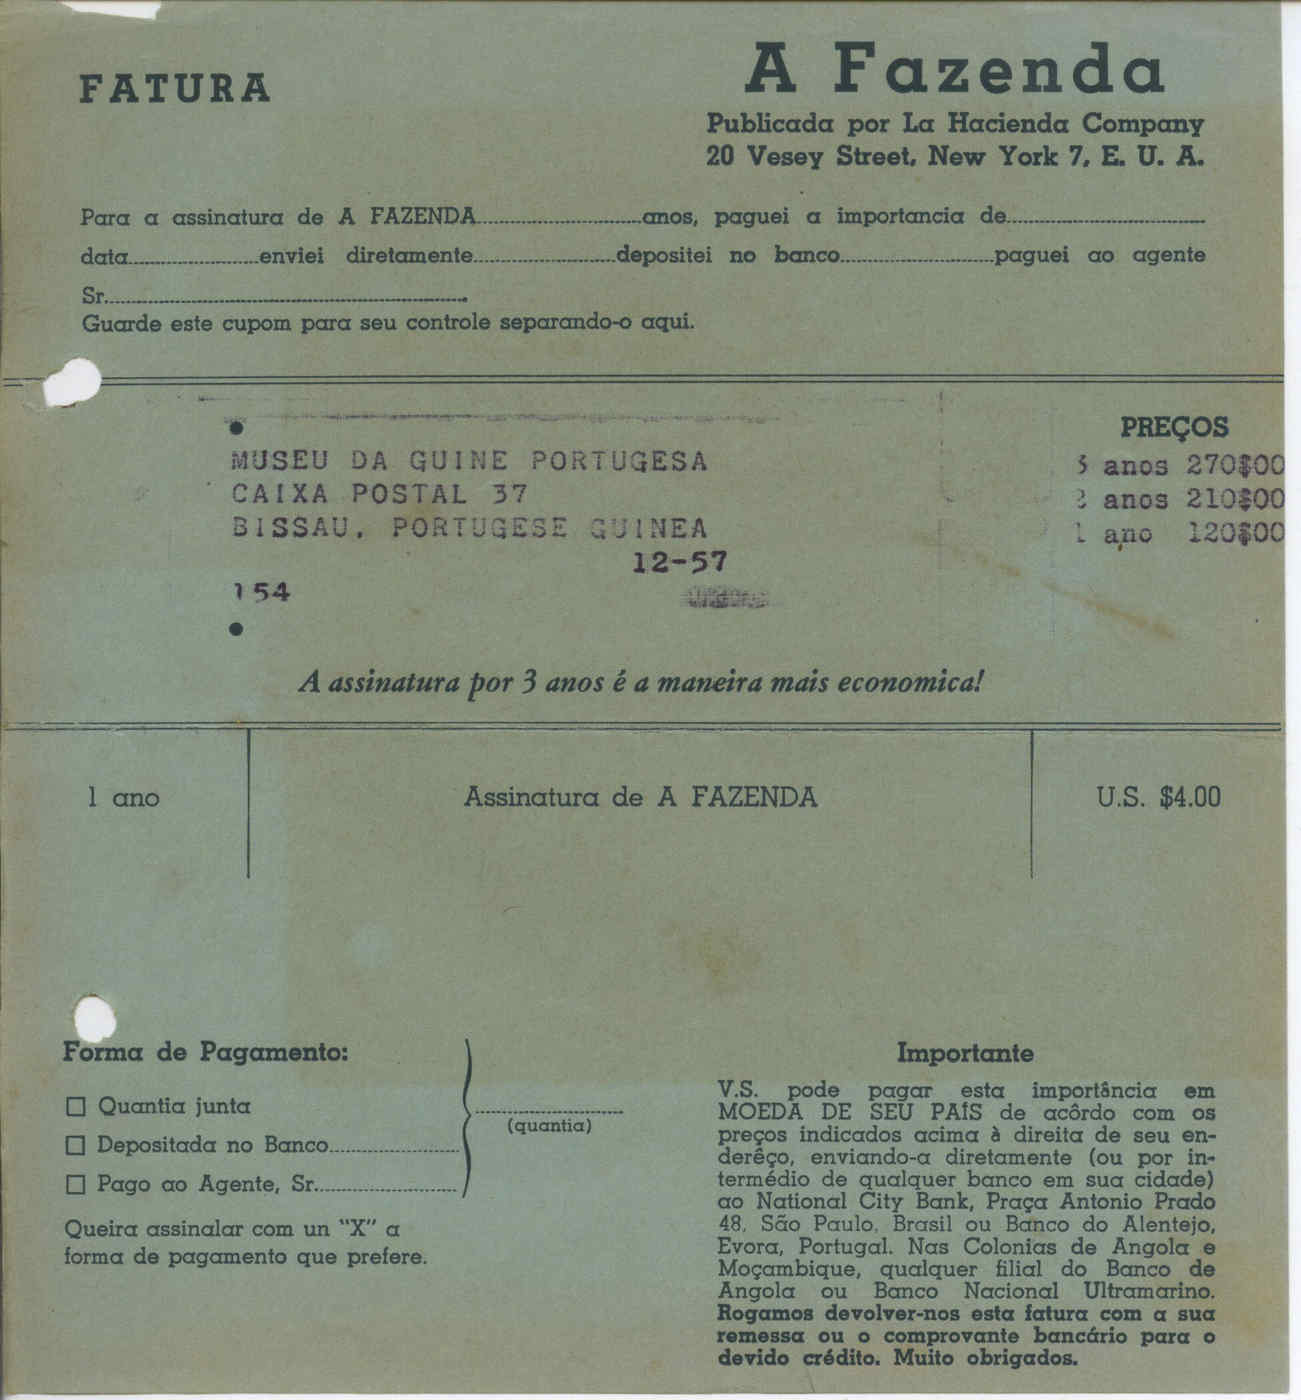 FATURA
A Fazenda
Publicada por La Hacienda Company
20 Vesey Street, New York 7, E. U. A.
Para a assinatura de A FAZENDA..............................anos, paguei a importancia de....................................
data........................enviei diretamente..........................depositei no banco............................paguei ao agente
Sr...................................................................
Guarde este cupom para seu controle separando-o aqui.
MUSEU DA GUINE PORTUGESA
CAIXA POSTAL 37
BISSAU, PORTUGESE GUINEA
12-57
154
PREÇOS
3 anos 270$00
2 anos 210$00
1 ano 120$00
A assinatura por 3 anos é a maneira mais economica!
1 ano
Assinatura de A FAZENDA
U.S. $4.00
Forma de Pagamento:
Quantia junta
Depositada no Banco........................
Pago ao Agente, Sr..........................
...........................
(quantia)
Queira assinalar com un "X" a
forma de pagamento que prefere.
Importante
V.S. pode pagar esta importância em
MOEDA DE SEU PAÍS de acôrdo com os
preços indicados acima à direita de seu en-
derêço, enviando-a diretamente (ou por in-
termédio de qualquer banco em sua cidade)
ao National City Bank, Praça Antonio Prado
48, São Paulo, Brasil ou Banco do Alentejo,
Evora, Portugal. Nas Colonias de Angola e
Moçambique, qualquer filial do Banco de
Angola ou Banco Nacional Ultramarino.
Rogamos devolver-nos esta fatura com a sua
remessa ou o comprovante bancário para o
devido crédito. Muito obrigados.